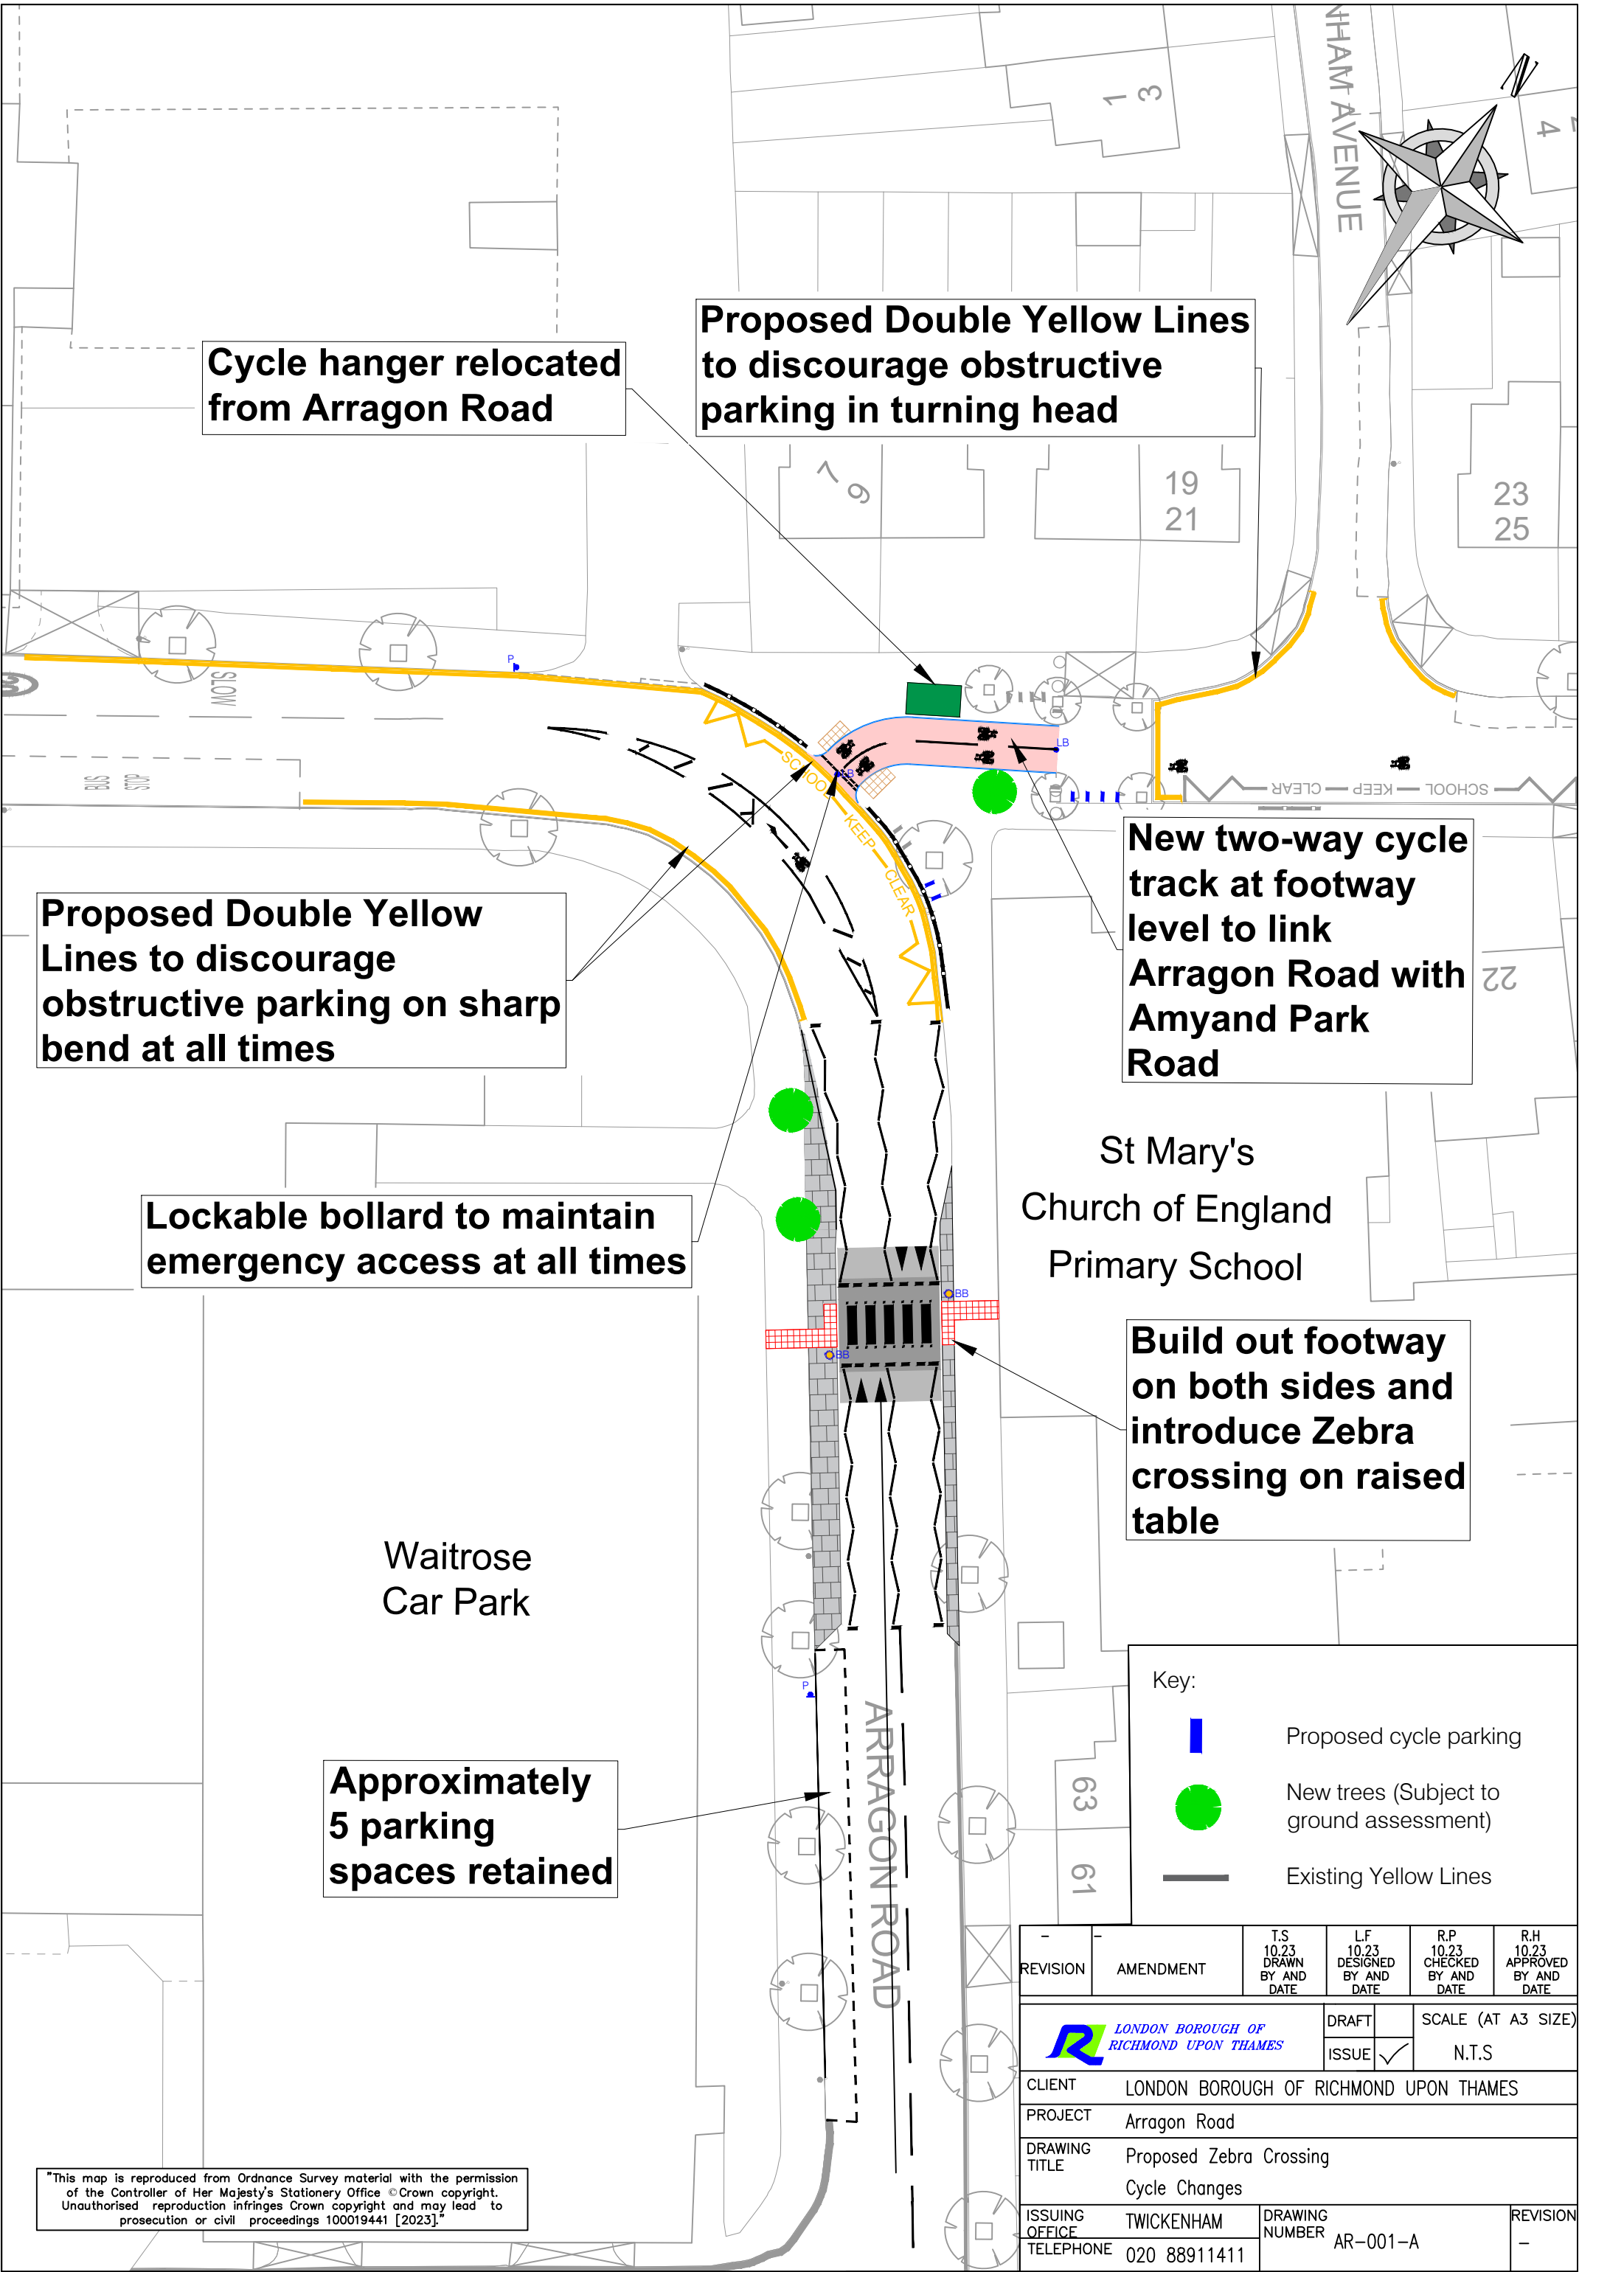 NHAM AVENUE
1
3
4
Proposed Double Yellow Lines
to discourage obstructive
parking in turning head
Cycle hanger relocated
from Arragon Road
7
9
19
21
23
25
SLOW
P
BUS
STOP
LB
LB
SCHOOL
KEEP
CLEAR
SCHOOL KEEP CLEAR
New two-way cycle
track at footway
level to link
Arragon Road with
Amyand Park
Road
22
Proposed Double Yellow
Lines to discourage
obstructive parking on sharp
bend at all times
St Mary's
Church of England
Primary School
Lockable bollard to maintain
emergency access at all times
BB
BB
Build out footway
on both sides and
introduce Zebra
crossing on raised
table
Waitrose
Car Park
P
ARRAGON ROAD
63
61
Approximately
5 parking
spaces retained
Key:
Proposed cycle parking
New trees (Subject to
ground assessment)
Existing Yellow Lines
- -
REVISION AMENDMENT
T.S
10.23
DRAWN
BY AND
DATE
L.F
10.23
DESIGNED
BY AND
DATE
R.P
10.23
CHECKED
BY AND
DATE
R.H
10.23
APPROVED
BY AND
DATE
LONDON BOROUGH OF
RICHMOND UPON THAMES
DRAFT
ISSUE
SCALE (AT A3 SIZE)
N.T.S
CLIENT LONDON BOROUGH OF RICHMOND UPON THAMES
PROJECT Arragon Road
DRAWING
TITLE
Proposed Zebra Crossing
Cycle Changes
ISSUING
OFFICE
TWICKENHAM
TELEPHONE 020 88911411
DRAWING
NUMBER
AR-001-A
REVISION
-
"This map is reproduced from Ordnance Survey material with the permission
of the Controller of Her Majesty's Stationery Office © Crown copyright.
Unauthorised reproduction infringes Crown copyright and may lead to
prosecution or civil proceedings 100019441 [2023]."